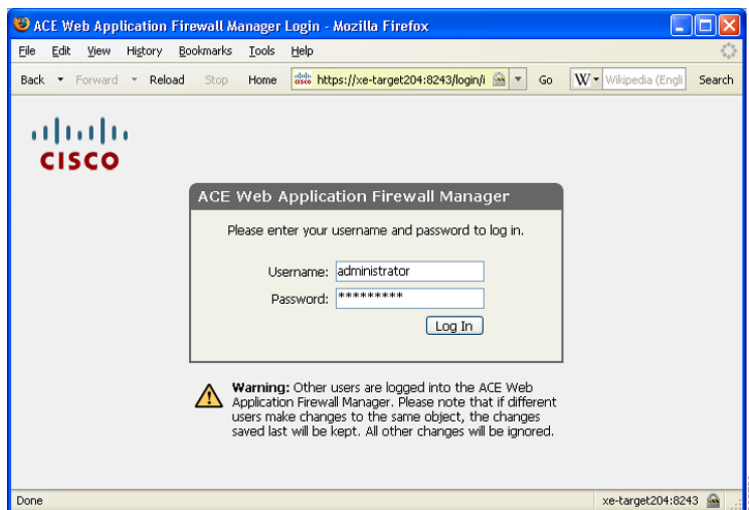 ACE Web Application Firewall Manager Login - Mozilla Firefox
File Edit View History Bookmarks Tools Help
Back Forward Reload Stop Home https://xe-target204:8243/login/i Go W Wikipedia (Engli Search
CISCO
ACE Web Application Firewall Manager
Please enter your username and password to log in.
Username: administrator
Password: *********
Log In
Warning: Other users are logged into the ACE Web
Application Firewall Manager. Please note that if different
users make changes to the same object, the changes
saved last will be kept. All other changes will be ignored.
Done xe-target204:8243